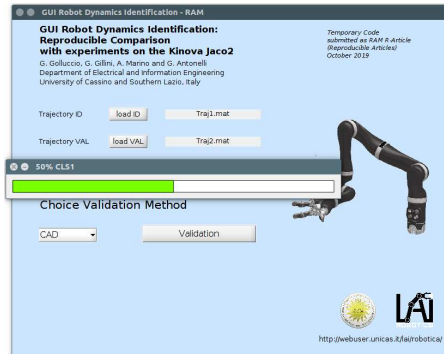 GUI Robot Dynamics Identification - RAM
GUI Robot Dynamics Identification:
Reproducible Comparison
with experiments on the Kinova Jaco2
G. Golluccio, G. Gillini, A. Marino and G. Antonelli
Department of Electrical and Information Engineering
University of Cassino and Southern Lazio, Italy
Temporary Code
submitted as RAM R-Article
(Reproducible Articles)
October 2019
Trajectory ID load ID Traj1.mat
Trajectory VAL load VAL Traj2.mat
50% CLS1
Choice Validation Method
CAD Validation
LAI
ROBOTICA
http://webuser.unicas.it/lai/robotica/